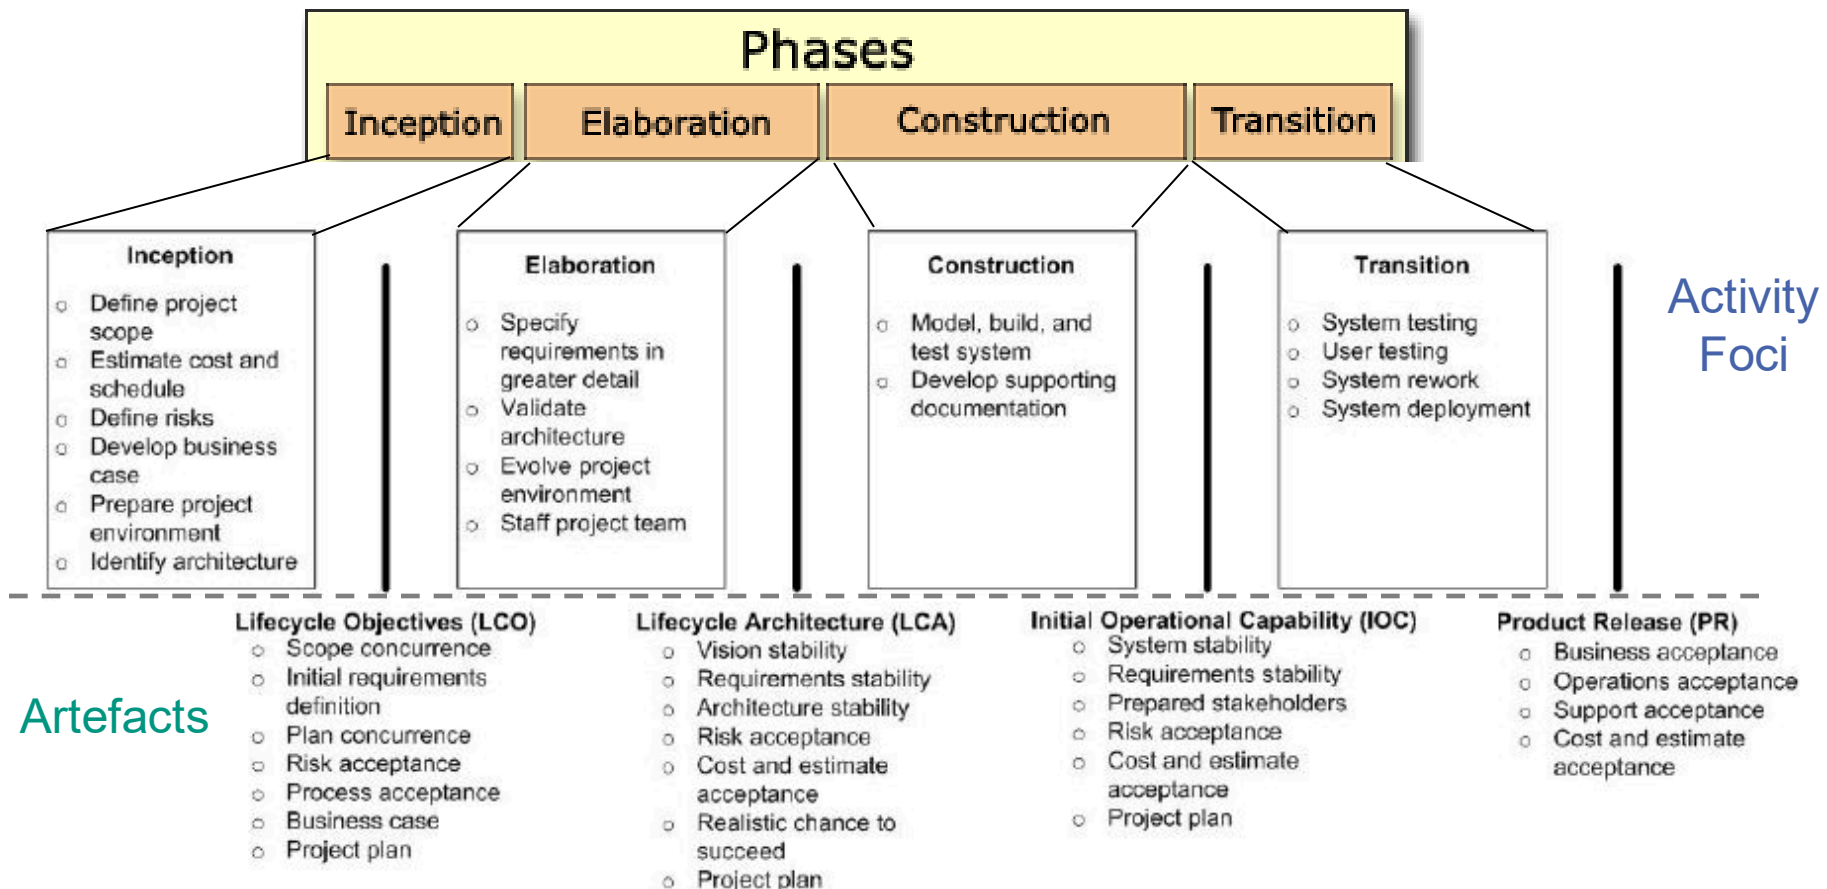 Phases
Inception
Elaboration
Construction
Transition
Inception
o Define project
scope
o Estimate cost and
schedule
o Define risks
o Develop business
case
o Prepare project
environment
o Identify architecture
Elaboration
o Specify
requirements in
greater detail
o Validate
architecture
o Evolve project
environment
o Staff project team
Construction
o Model, build, and
test system
o Develop supporting
documentation
Transition
o System testing
o User testing
o System rework
o System deployment
Activity
Foci
Artefacts
Lifecycle Objectives (LCO)
o Scope concurrence
o Initial requirements
definition
o Plan concurrence
o Risk acceptance
o Process acceptance
o Business case
o Project plan
Lifecycle Architecture (LCA)
o Vision stability
o Requirements stability
o Architecture stability
o Risk acceptance
o Cost and estimate
acceptance
o Realistic chance to
succeed
o Project plan
Initial Operational Capability (IOC)
o System stability
o Requirements stability
o Prepared stakeholders
o Risk acceptance
o Cost and estimate
acceptance
o Project plan
Product Release (PR)
o Business acceptance
o Operations acceptance
o Support acceptance
o Cost and estimate
acceptance